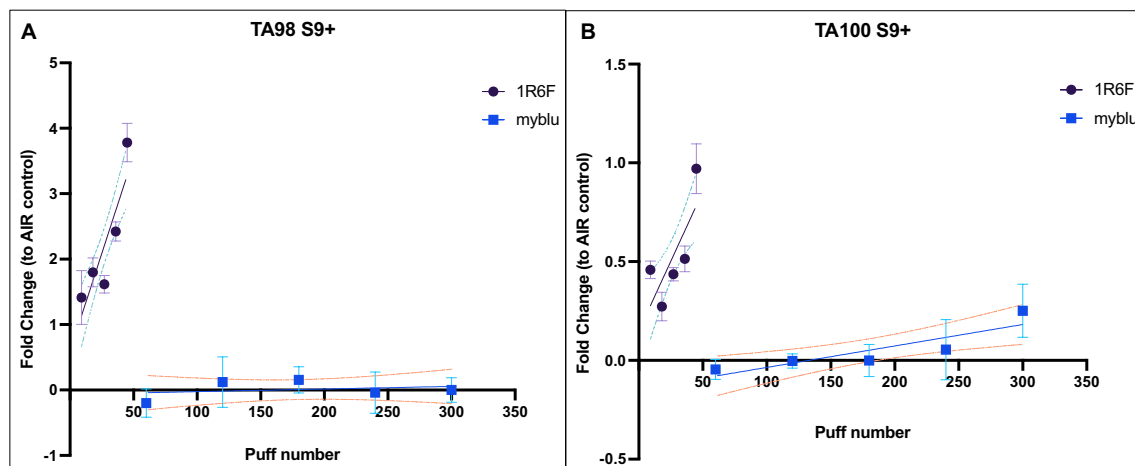 A
TA98 S9+
5
4
3
2
1
0
-1
Fold Change (to AIR control)
50
100
150
200
250
300
350
Puff number
1R6F
myblu
B
TA100 S9+
1.5
1.0
0.5
0.0
-0.5
Fold Change (to AIR control)
50
100
150
200
250
300
350
Puff number
1R6F
myblu